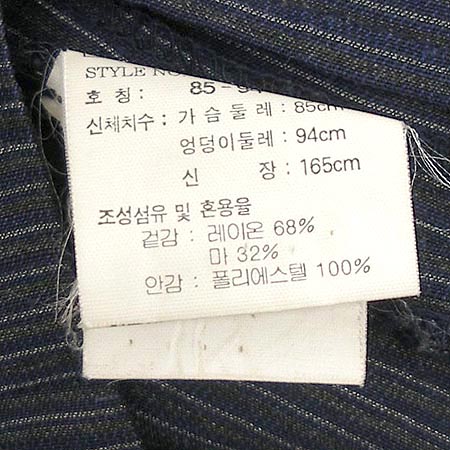 STYLE NO
호 칭 : 85-94
신체치수 : 가 슴 둘 레 : 85cm
엉덩이둘레 : 94cm
신 장 : 165cm
조성섬유 및 혼용율
겉감 : 레이온 68%
마 32%
안감 : 폴리에스텔 100%